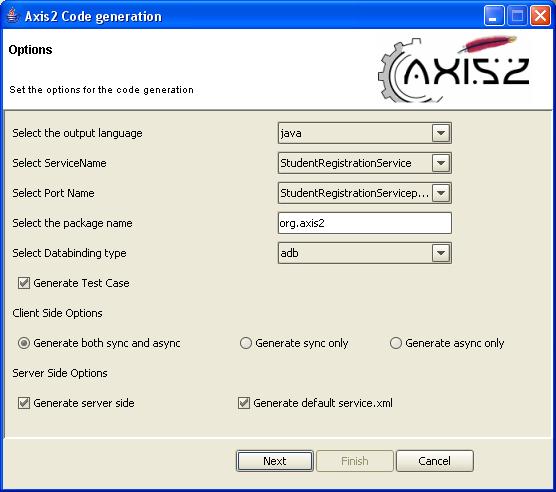 Axis2 Code generation
Options
AXIS2
Set the options for the code generation
Select the output language java
Select ServiceName StudentRegistrationService
Select Port Name StudentRegistrationServicep...
Select the package name org.axis2
Select Databinding type adb
Generate Test Case
Client Side Options
Generate both sync and async Generate sync only Generate async only
Server Side Options
Generate server side Generate default service.xml
Next Finish Cancel